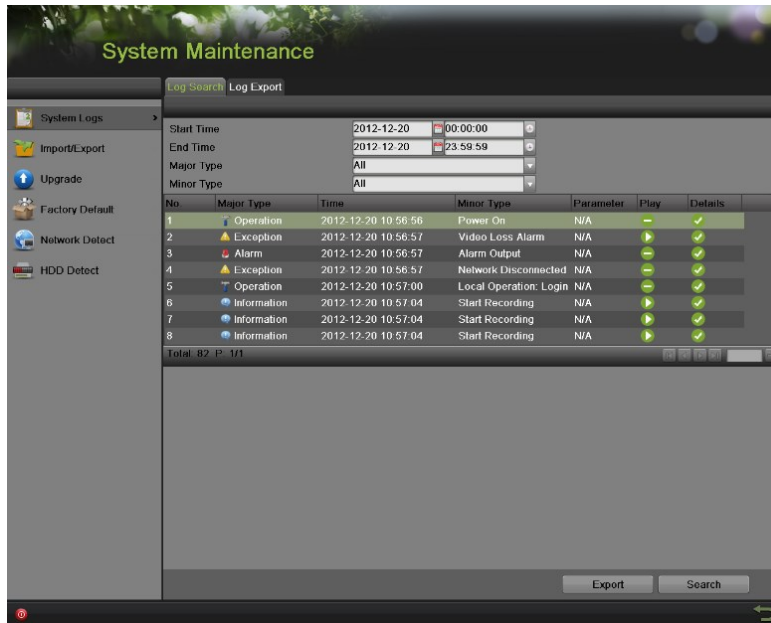 System Maintenance
Log Search Log Export
System Logs
Import/Export
Upgrade
Factory Default
Network Detect
HDD Detect
Start Time 2012-12-20 00:00:00
End Time 2012-12-20 23:59:59
Major Type All
Minor Type All
No. Major Type Time Minor Type Parameter Play Details
1 Operation 2012-12-20 10:56:56 Power On N/A
2 Exception 2012-12-20 10:56:57 Video Loss Alarm N/A
3 Alarm 2012-12-20 10:56:57 Alarm Output N/A
4 Exception 2012-12-20 10:56:57 Network Disconnected N/A
5 Operation 2012-12-20 10:57:00 Local Operation: Login N/A
6 Information 2012-12-20 10:57:04 Start Recording N/A
7 Information 2012-12-20 10:57:04 Start Recording N/A
8 Information 2012-12-20 10:57:04 Start Recording N/A
Total: 82 P: 1/1
Export Search